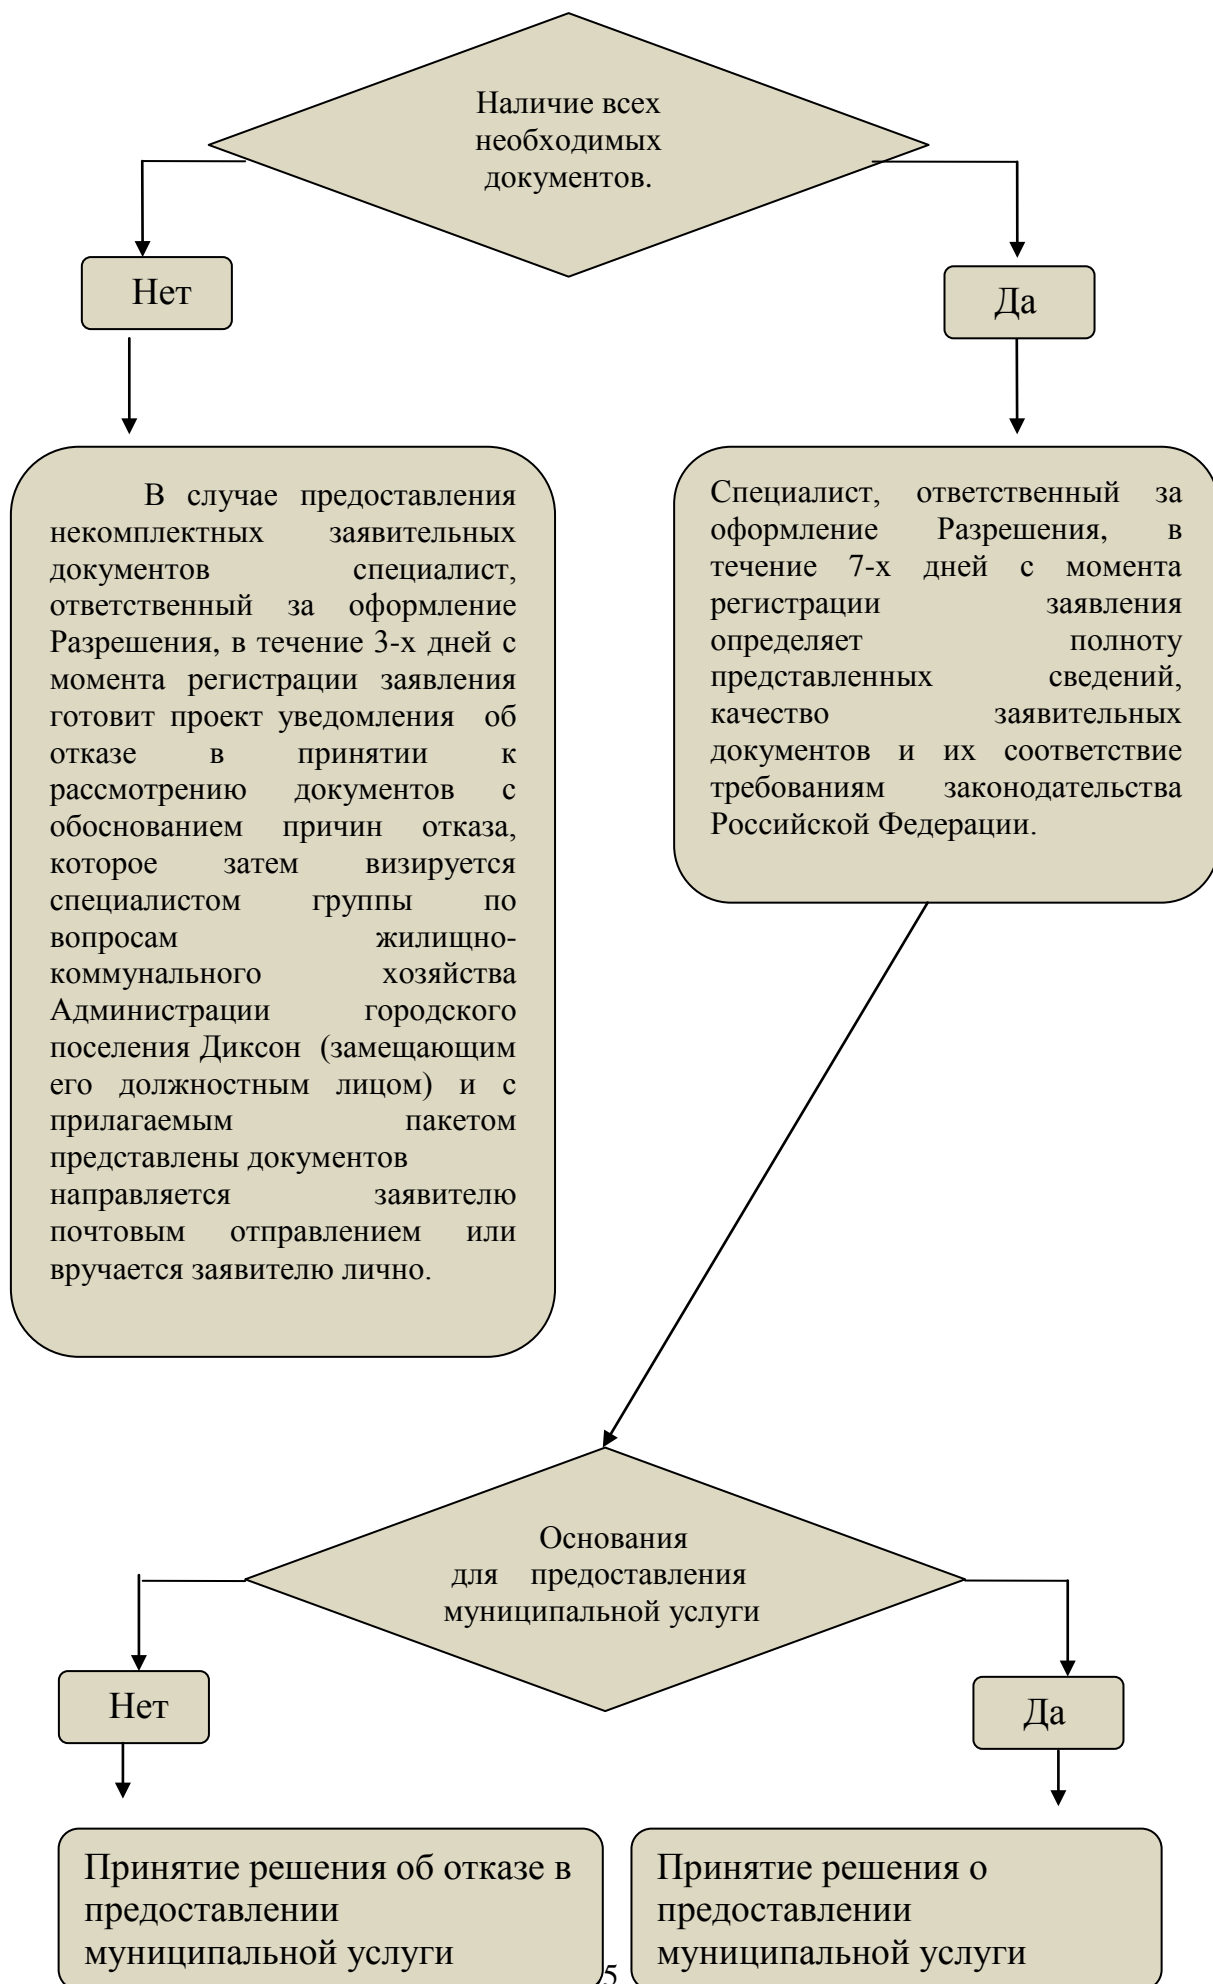 Наличие всех
необходимых
документов.
Нет
Да
В случае предоставления
некомплектных заявительных
документов специалист,
ответственный за оформление
Разрешения, в течение 3-х дней с
момента регистрации заявления
готовит проект уведомления об
отказе в принятии к
рассмотрению документов с
обоснованием причин отказа,
которое затем визируется
специалистом группы по
вопросам жилищно-
коммунального хозяйства
Администрации городского
поселения Диксон (замещающим
его должностным лицом) и с
прилагаемым пакетом
представлены документов
направляется заявителю
почтовым отправлением или
вручается заявителю лично.
Специалист, ответственный за
оформление Разрешения, в
течение 7-х дней с момента
регистрации заявления
определяет полноту
представленных сведений,
качество заявительных
документов и их соответствие
требованиям законодательства
Российской Федерации.
Основания
для предоставления
муниципальной услуги
Нет
Да
Принятие решения об отказе в
предоставлении
муниципальной услуги
Принятие решения о
предоставлении
муниципальной услуги
5